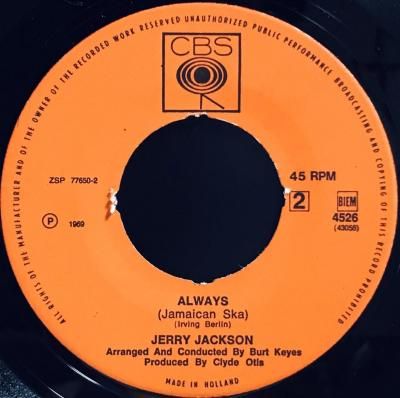 ALL RIGHTS OF THE MANUFACTURER AND OF THE OWNER OF THE RECORDED WORK RESERVED UNAUTHORIZED PUBLIC PERFORMANCE BROADCASTING AND COPYING OF THIS RECORD PROHIBITED
CBS
ZSP 77650-2
45 RPM
2
BIEM
4526
(43056)
P
1969
ALWAYS
(Jamaican Ska)
(Irving Berlin)
JERRY JACKSON
Arranged And Conducted By Burt Keyes
Produced By Clyde Otis
MADE IN HOLLAND